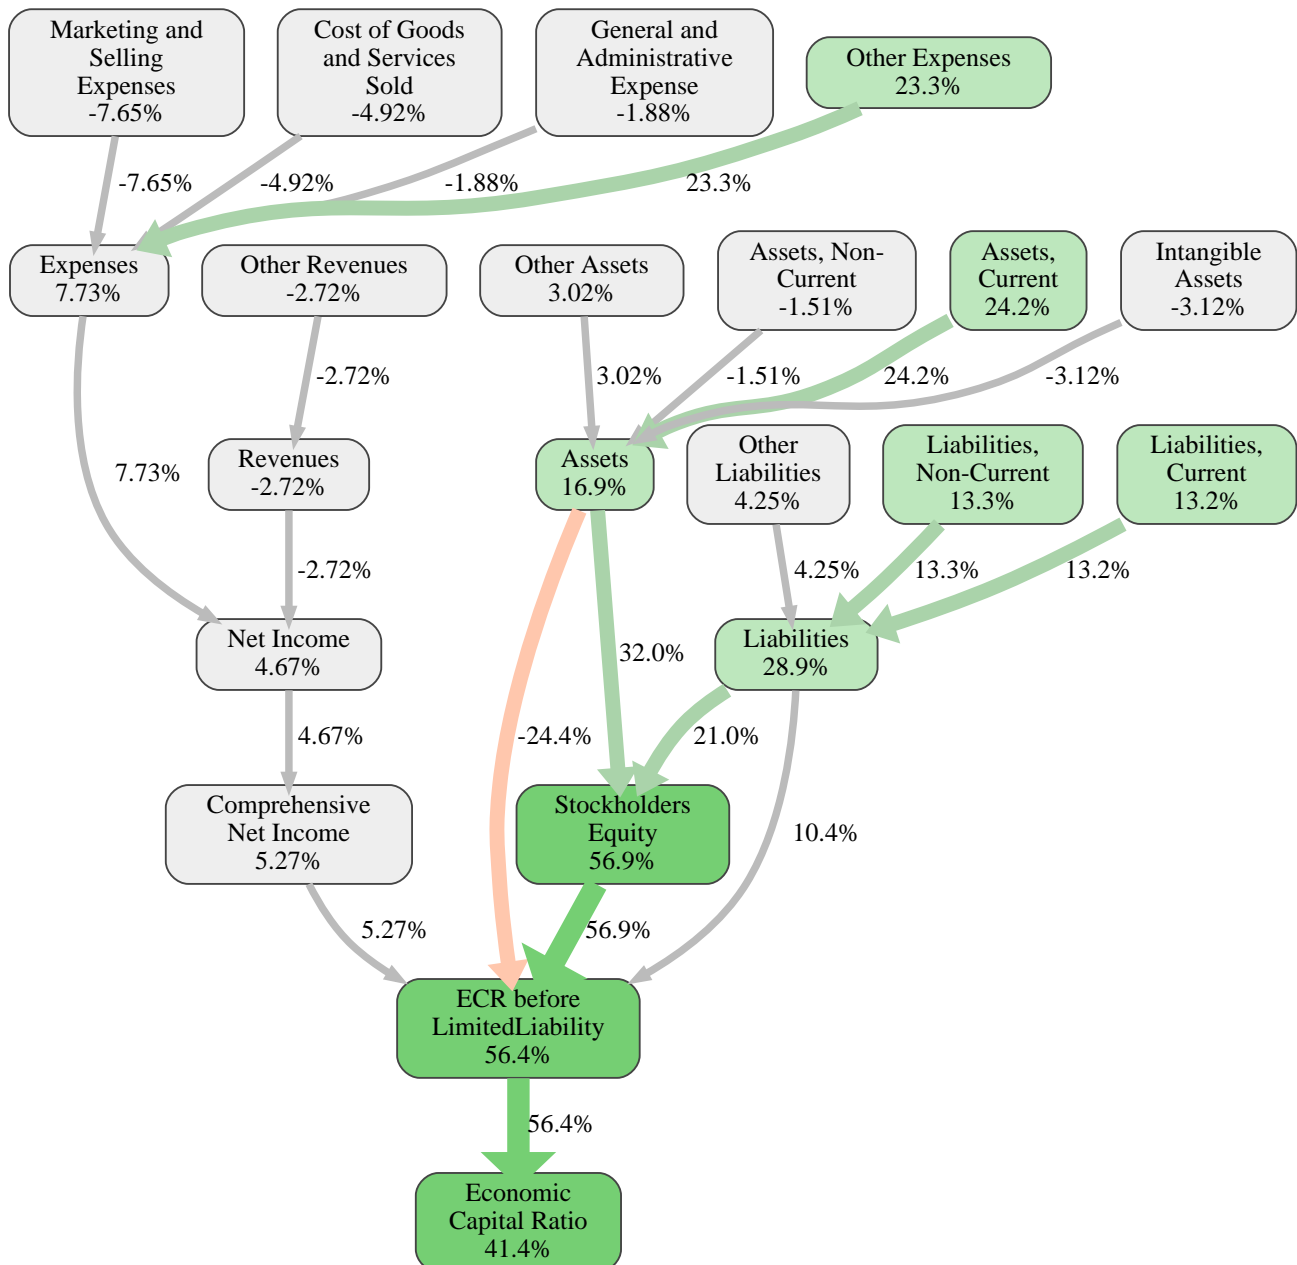 Marketing and
Selling
Expenses
-7.65%
Cost of Goods
and Services
Sold
-4.92%
General and
Administrative
Expense
-1.88%
Other Expenses
23.3%
-7.65%
-4.92%
-1.88%
23.3%
Expenses
7.73%
Other Revenues
-2.72%
Other Assets
3.02%
Assets, Non-
Current
-1.51%
Assets,
Current
24.2%
Intangible
Assets
-3.12%
-2.72%
3.02%
-1.51%
24.2%
-3.12%
7.73%
Revenues
-2.72%
Assets
16.9%
Other
Liabilities
4.25%
Liabilities,
Non-Current
13.3%
Liabilities,
Current
13.2%
-2.72%
4.25%
13.3%
13.2%
Net Income
4.67%
32.0%
Liabilities
28.9%
4.67%
-24.4%
21.0%
Comprehensive
Net Income
5.27%
Stockholders
Equity
56.9%
10.4%
5.27%
56.9%
ECR before
LimitedLiability
56.4%
56.4%
Economic
Capital Ratio
41.4%